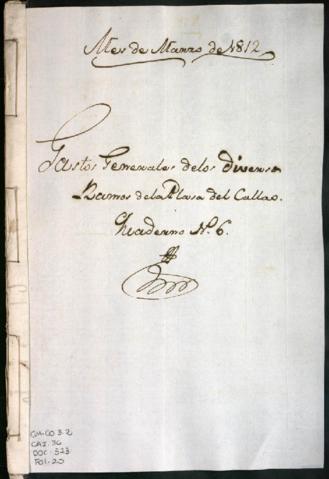 Mes de Marzo de 1812
Gastos Generales delos diversos
Ramos dela Plasa del Callao.
Quaderno N. 6.
GM-CO 3.2
CAJ. 36
DOC. 523
FOL. 20